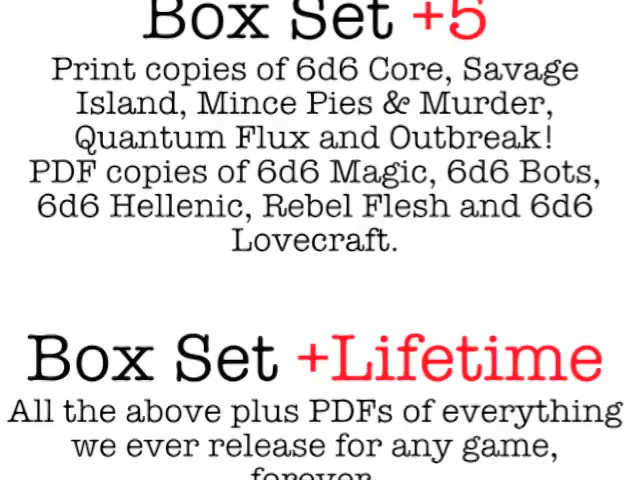 Box Set +5
Print copies of 6d6 Core, Savage
Island, Mince Pies & Murder,
Quantum Flux and Outbreak!
PDF copies of 6d6 Magic, 6d6 Bots,
6d6 Hellenic, Rebel Flesh and 6d6
Lovecraft.
Box Set +Lifetime
All the above plus PDFs of everything
we ever release for any game,
forever